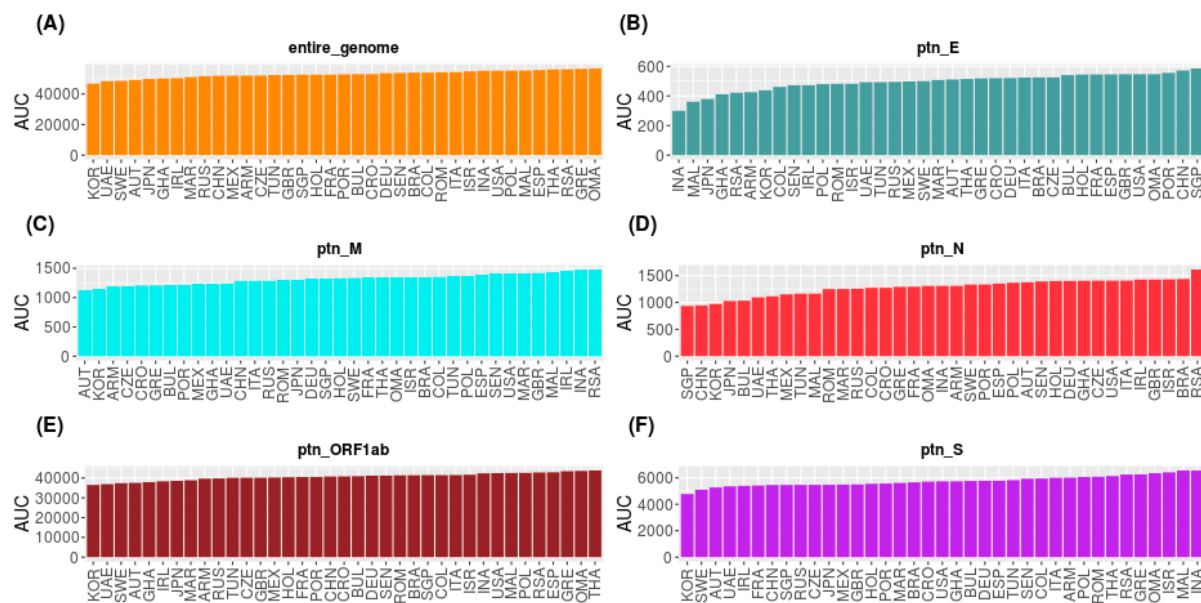 (A)
entire_genome
AUC
40000
20000
0
KOR UAE SWE AUT JPN GHA IRL MAR RUS CHN MEX ARM CZE TUN GBR SGP HOL FRA POR BUL CRO DEU SEN BRA COL ROM ITA ISR INA USA POL MAL ESP THA RSA GRE OMA
(B)
ptn_E
AUC
600
400
200
0
INA MAL JPN GHA RSA ARM KOR COL SEN IRL POL ROM ISR UAE TUN RUS MEX SWE MAR AUT THA GRE CRO DEU ITA BRA CZE BUL HOL FRA ESP GBR USA OMA POR CHN SGP
(C)
ptn_M
AUC
1500
1000
500
0
AUT KOR ARM CZE CRO GRE BUL POR MEX GHA UAE CHN ITA RUS ROM JPN DEU SGP HOL SWE FRA THA OMA ISR BRA COL TUN POL ESP SEN USA MAR GBR MAL IRL INA RSA
(D)
ptn_N
AUC
1500
1000
500
0
SGP CHN KOR JPN BUL UAE THA MEX TUN MAL ROM MAR RUS COL CRO GRE FRA OMA INA ARM SWE POR ESP POL AUT SEN HOL DEU GHA CZE USA ITA IRL GBR ISR BRA RSA
(E)
ptn_ORF1ab
AUC
40000
30000
20000
10000
0
KOR UAE SWE AUT GHA IRL JPN MAR ARM RUS TUN CZE GBR MEX HOL FRA POR CHN CRO BUL DEU SEN ROM BRA SGP COL ITA ISR INA USA MAL POL RSA ESP GRE OMA THA
(F)
ptn_S
AUC
6000
4000
2000
0
KOR SWE AUT UAE IRL FRA CHN SGP RUS CZE JPN MEX GBR HOL POR MAR BRA CRO USA GHA BUL DEU ESP TUN SEN COL ITA ARM POL ROM THA RSA GRE OMA ISR MAL INA